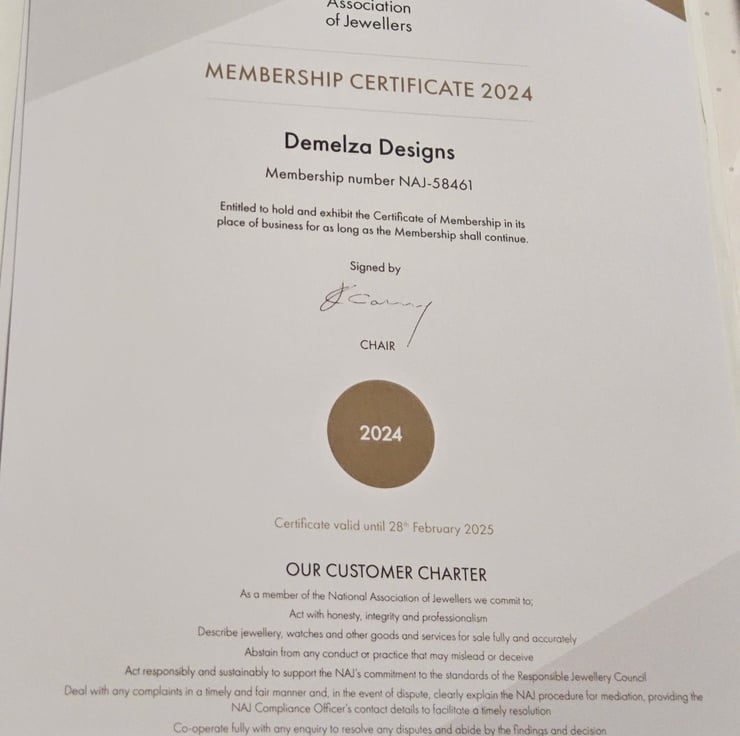 Association
of Jewellers
MEMBERSHIP CERTIFICATE 2024
Demelza Designs
Membership number NAJ-58461
Entitled to hold and exhibit the Certificate of Membership in its
place of business for as long as the Membership shall continue.
Signed by
CHAIR
2024
Certificate valid until 28th February 2025
OUR CUSTOMER CHARTER
As a member of the National Association of Jewellers we commit to;
Act with honesty, integrity and professionalism
Describe jewellery, watches and other goods and services for sale fully and accurately
Abstain from any conduct or practice that may mislead or deceive
Act responsibly and sustainably to support the NAJ's commitment to the standards of the Responsible Jewellery Council
Deal with any complaints in a timely and fair manner and, in the event of dispute, clearly explain the NAJ procedure for mediation, providing the
NAJ Compliance Officer's contact details to facilitate a timely resolution
Co-operate fully with any enquiry to resolve any disputes and abide by the findings and decision